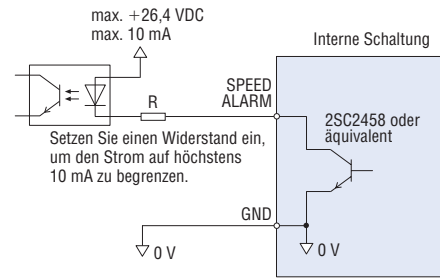 max. +26,4 VDC
max. 10 mA
Interne Schaltung
SPEED
ALARM
R
2SC2458 oder
äquivalent
Setzen Sie einen Widerstand ein,
um den Strom auf höchstens
10 mA zu begrenzen.
GND
0 V
0 V